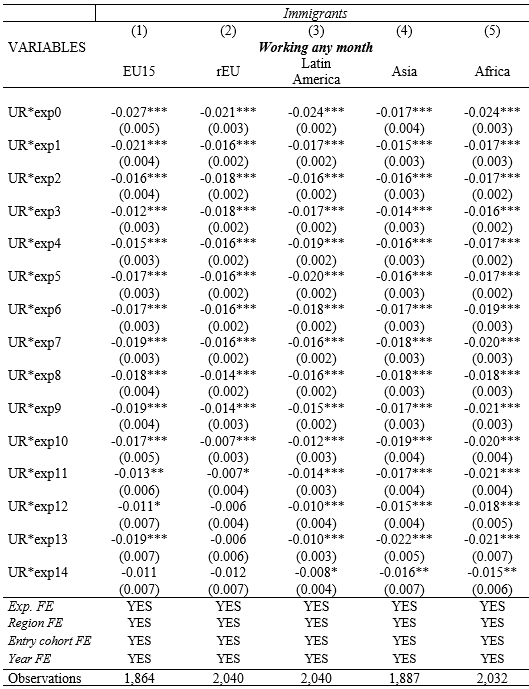 Immigrants
(1) (2) (3) (4) (5)
VARIABLES Working any month
EU15 rEU Latin America Asia Africa
UR*exp0 -0.027*** -0.021*** -0.024*** -0.017*** -0.024***
(0.005) (0.003) (0.002) (0.004) (0.003)
UR*exp1 -0.021*** -0.016*** -0.017*** -0.015*** -0.017***
(0.004) (0.002) (0.002) (0.003) (0.003)
UR*exp2 -0.016*** -0.018*** -0.016*** -0.016*** -0.017***
(0.004) (0.002) (0.002) (0.003) (0.002)
UR*exp3 -0.012*** -0.018*** -0.017*** -0.014*** -0.016***
(0.003) (0.002) (0.002) (0.003) (0.002)
UR*exp4 -0.015*** -0.016*** -0.019*** -0.016*** -0.017***
(0.003) (0.002) (0.002) (0.003) (0.002)
UR*exp5 -0.017*** -0.016*** -0.020*** -0.016*** -0.017***
(0.003) (0.002) (0.002) (0.003) (0.002)
UR*exp6 -0.017*** -0.016*** -0.018*** -0.017*** -0.019***
(0.003) (0.002) (0.002) (0.003) (0.003)
UR*exp7 -0.019*** -0.016*** -0.016*** -0.018*** -0.020***
(0.003) (0.002) (0.002) (0.003) (0.003)
UR*exp8 -0.018*** -0.014*** -0.016*** -0.018*** -0.018***
(0.004) (0.002) (0.002) (0.003) (0.003)
UR*exp9 -0.019*** -0.014*** -0.015*** -0.017*** -0.021***
(0.004) (0.003) (0.002) (0.003) (0.003)
UR*exp10 -0.017*** -0.007*** -0.012*** -0.019*** -0.020***
(0.005) (0.003) (0.003) (0.004) (0.004)
UR*exp11 -0.013** -0.007* -0.014*** -0.017*** -0.021***
(0.006) (0.004) (0.003) (0.004) (0.004)
UR*exp12 -0.011* -0.006 -0.010*** -0.015*** -0.018***
(0.007) (0.004) (0.004) (0.004) (0.005)
UR*exp13 -0.019*** -0.006 -0.010*** -0.022*** -0.021***
(0.007) (0.006) (0.003) (0.005) (0.007)
UR*exp14 -0.011 -0.012 -0.008* -0.016** -0.015**
(0.007) (0.007) (0.004) (0.007) (0.006)
Exp. FE YES YES YES YES YES
Region FE YES YES YES YES YES
Entry cohort FE YES YES YES YES YES
Year FE YES YES YES YES YES
Observations 1,864 2,040 2,040 1,887 2,032